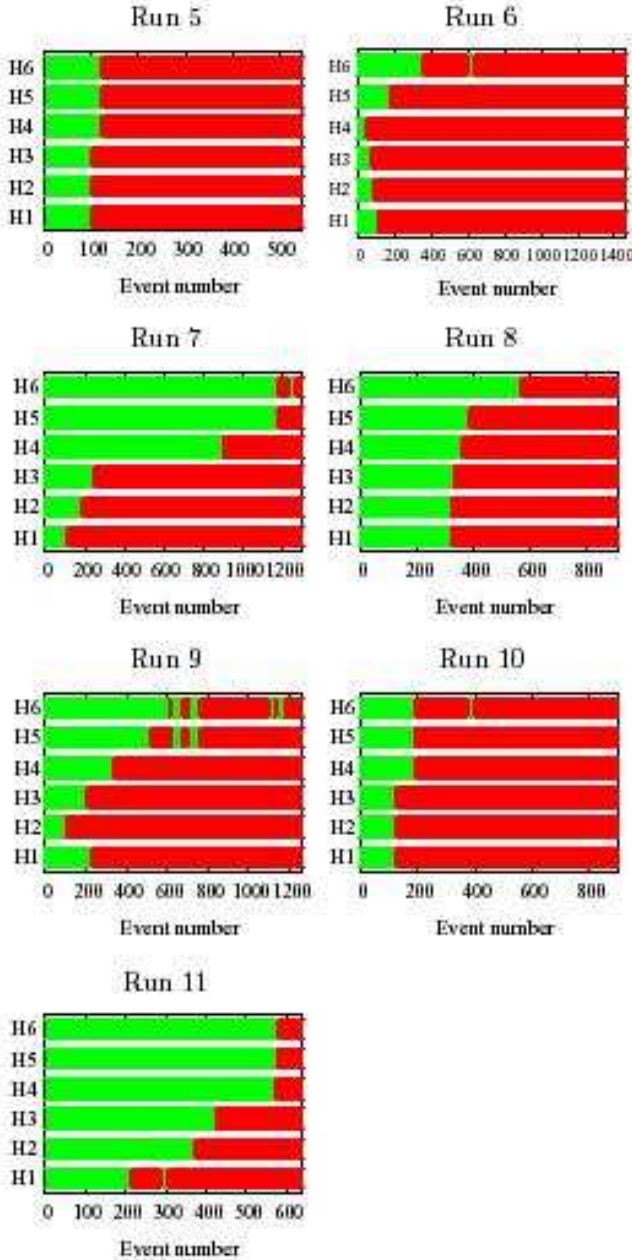 Run 5
H6
H5
H4
H3
H2
H1
0 100 200 300 400 500
Event number
Run 6
H6
H5
H4
H3
H2
H1
0 200 400 600 800 1000 1200 1400
Event number
Run 7
H6
H5
H4
H3
H2
H1
0 200 400 600 800 1000 1200
Event number
Run 8
H6
H5
H4
H3
H2
H1
0 200 400 600 800
Event number
Run 9
H6
H5
H4
H3
H2
H1
0 200 400 600 800 1000 1200
Event number
Run 10
H6
H5
H4
H3
H2
H1
0 200 400 600 800
Event number
Run 11
H6
H5
H4
H3
H2
H1
0 100 200 300 400 500 600
Event number